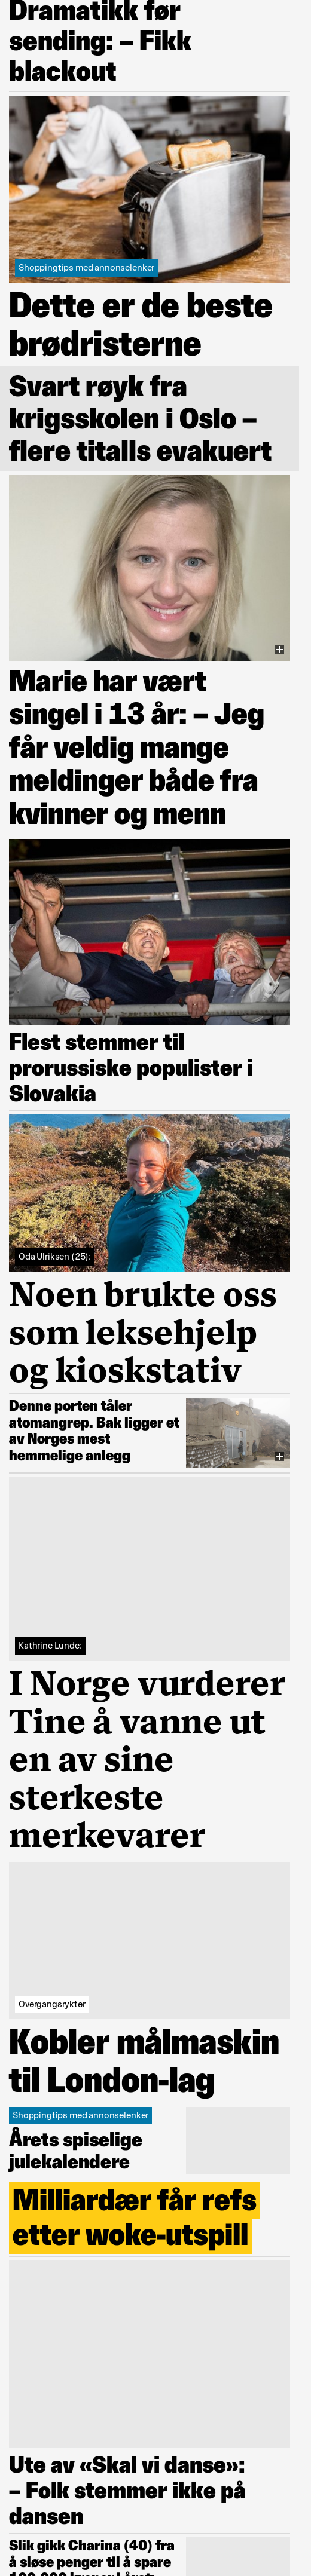 Dramatikk før
sending: – Fikk
blackout
Shoppingtips med annonselenker
Dette er de beste
brødristerne
Svart røyk fra
krigsskolen i Oslo –
flere titalls evakuert
Marie har vært
singel i 13 år: – Jeg
får veldig mange
meldinger både fra
kvinner og menn
Flest stemmer til
prorussiske populister i
Slovakia
Oda Ulriksen (25):
Noen brukte oss
som leksehjelp
og kioskstativ
Denne porten tåler
atomangrep. Bak ligger et
av Norges mest
hemmelige anlegg
Kathrine Lunde:
I Norge vurderer
Tine å vanne ut
en av sine
sterkeste
merkevarer
Overgangsrykter
Kobler målmaskin
til London-lag
Shoppingtips med annonselenker
Årets spiselige
julekalendere
Milliardær får refs
etter woke-utspill
Ute av «Skal vi danse»:
– Folk stemmer ikke på
dansen
Slik gikk Charina (40) fra
å sløse penger til å spare